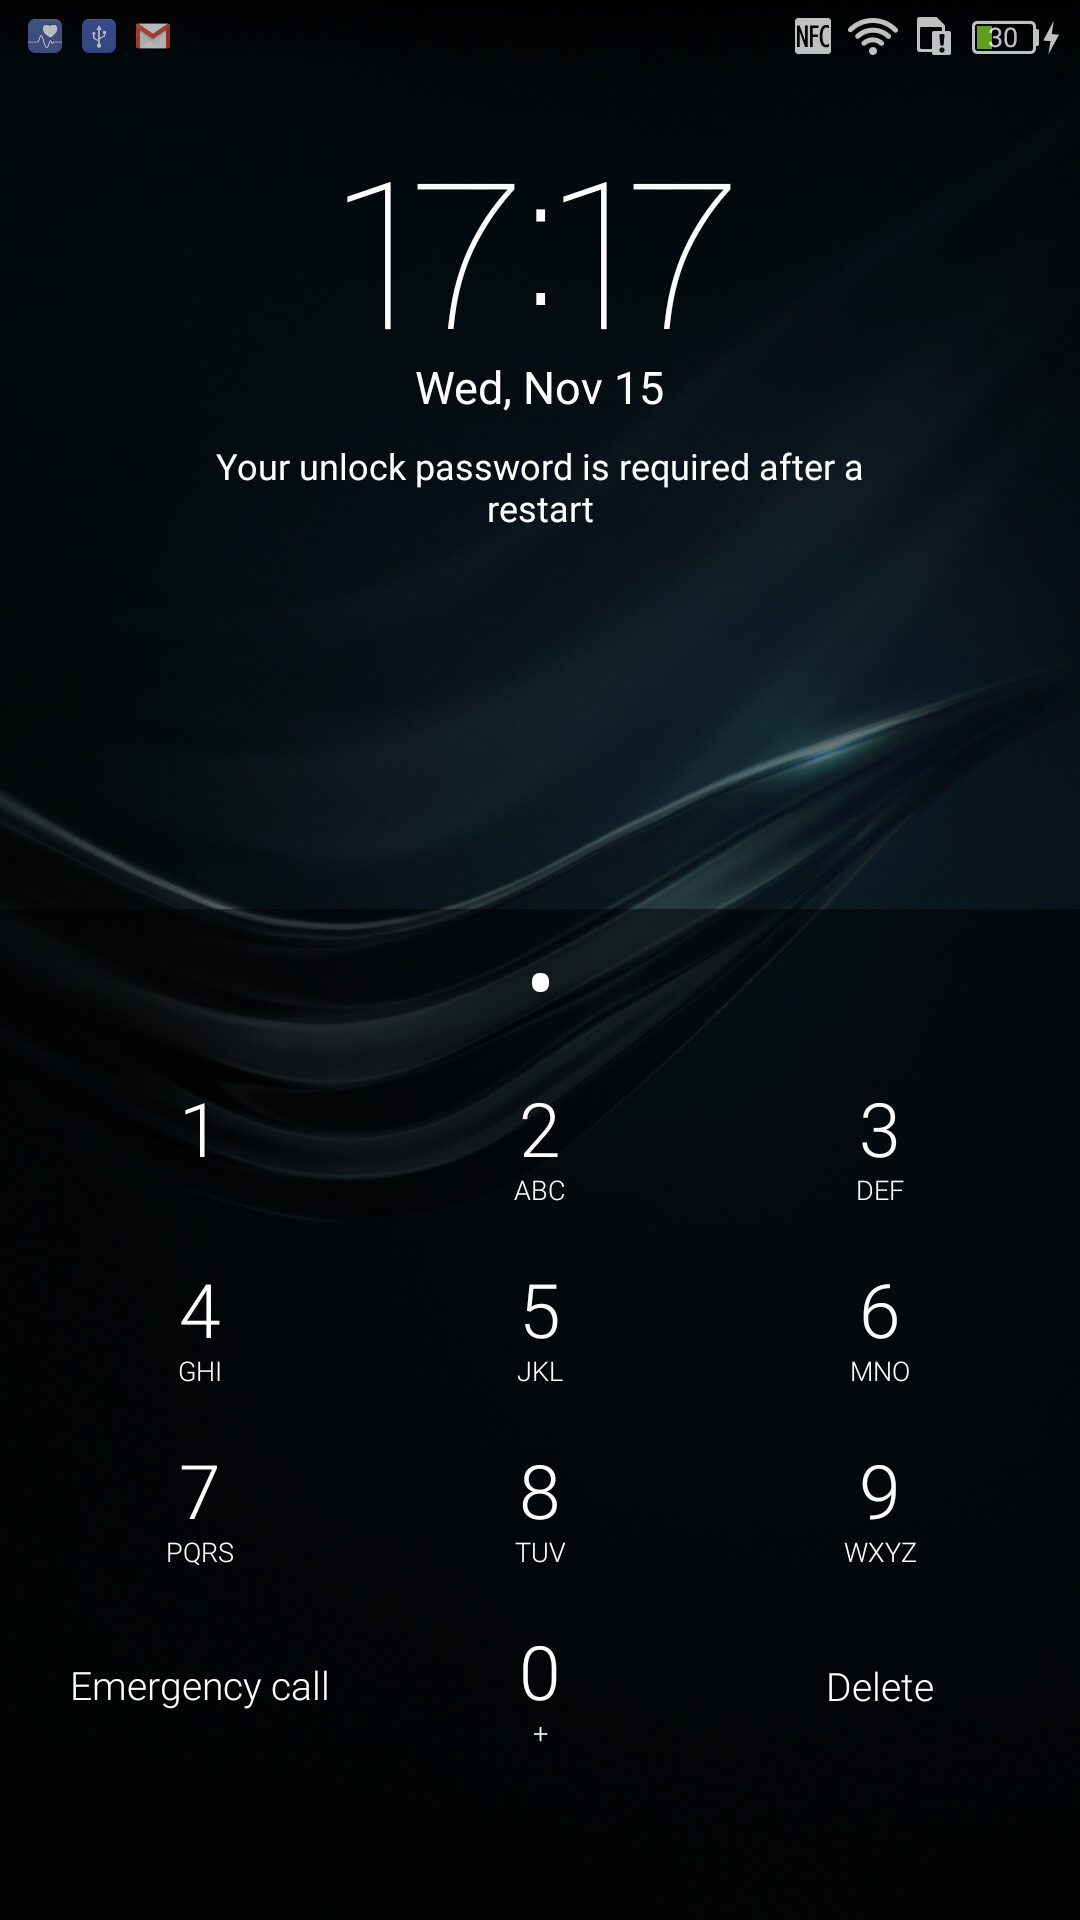 NFC 30
17:17
Wed, Nov 15
Your unlock password is required after a
restart
1 2 3
ABC DEF
4 5 6
GHI JKL MNO
7 8 9
PQRS TUV WXYZ
Emergency call 0 Delete
+